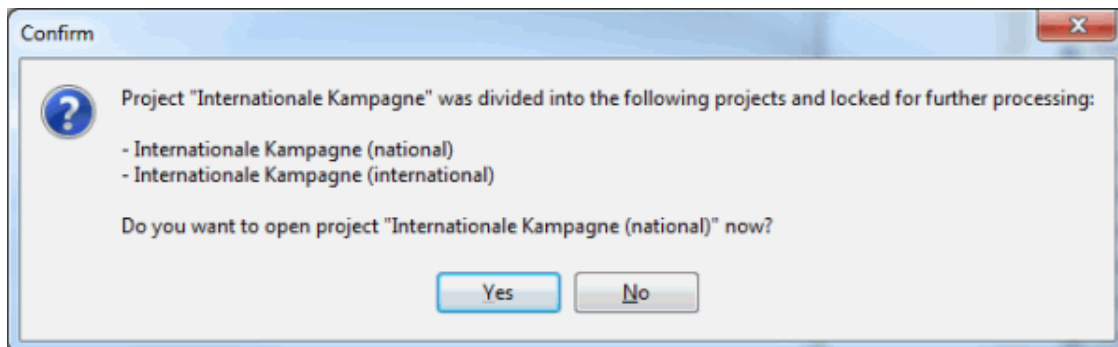 Confirm
Project "Internationale Kampagne" was divided into the following projects and locked for further processing:
- Internationale Kampagne (national)
- Internationale Kampagne (international)
Do you want to open project "Internationale Kampagne (national)" now?
Yes No